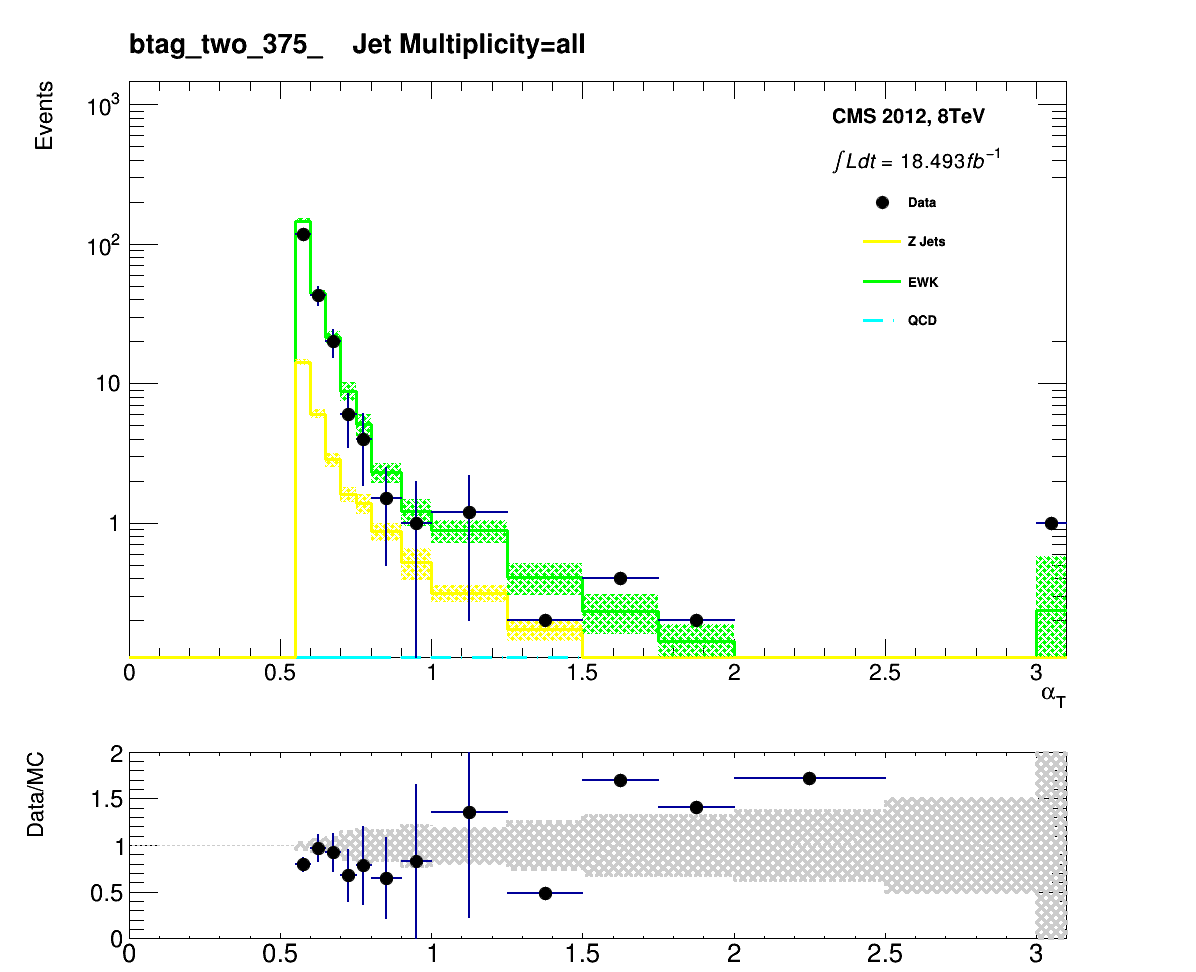 btag_two_375_ Jet Multiplicity=all
Events
10³
10²
10
1
CMS 2012, 8TeV
∫Ldt = 18.493fb⁻¹
Data
Z Jets
EWK
QCD
0 0.5 1 1.5 2 2.5 3
α_T
Data/MC
2
1.5
1
0.5
0
0 0.5 1 1.5 2 2.5 3